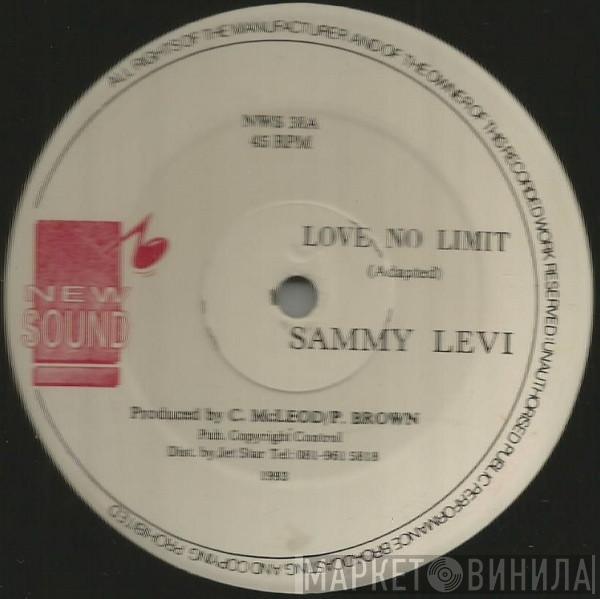 ALL RIGHTS OF THE MANUFACTURER AND OF THE OWNER OF THIS RECORDED WORK RESERVED! UNAUTHORISED PUBLIC PERFORMANCE BROADCASTING AND COPYING PROHIBITED
NWS 38A
45 RPM
LOVE NO LIMIT
(Adapted)
NEW
SOUND
SAMMY LEVI
Produced by C. McLEOD/P. BROWN
Pub. Copyright Control
Dist. by Jet Star Tel: 081-961 5818
1993
МАРКЕТ ВИНИЛА